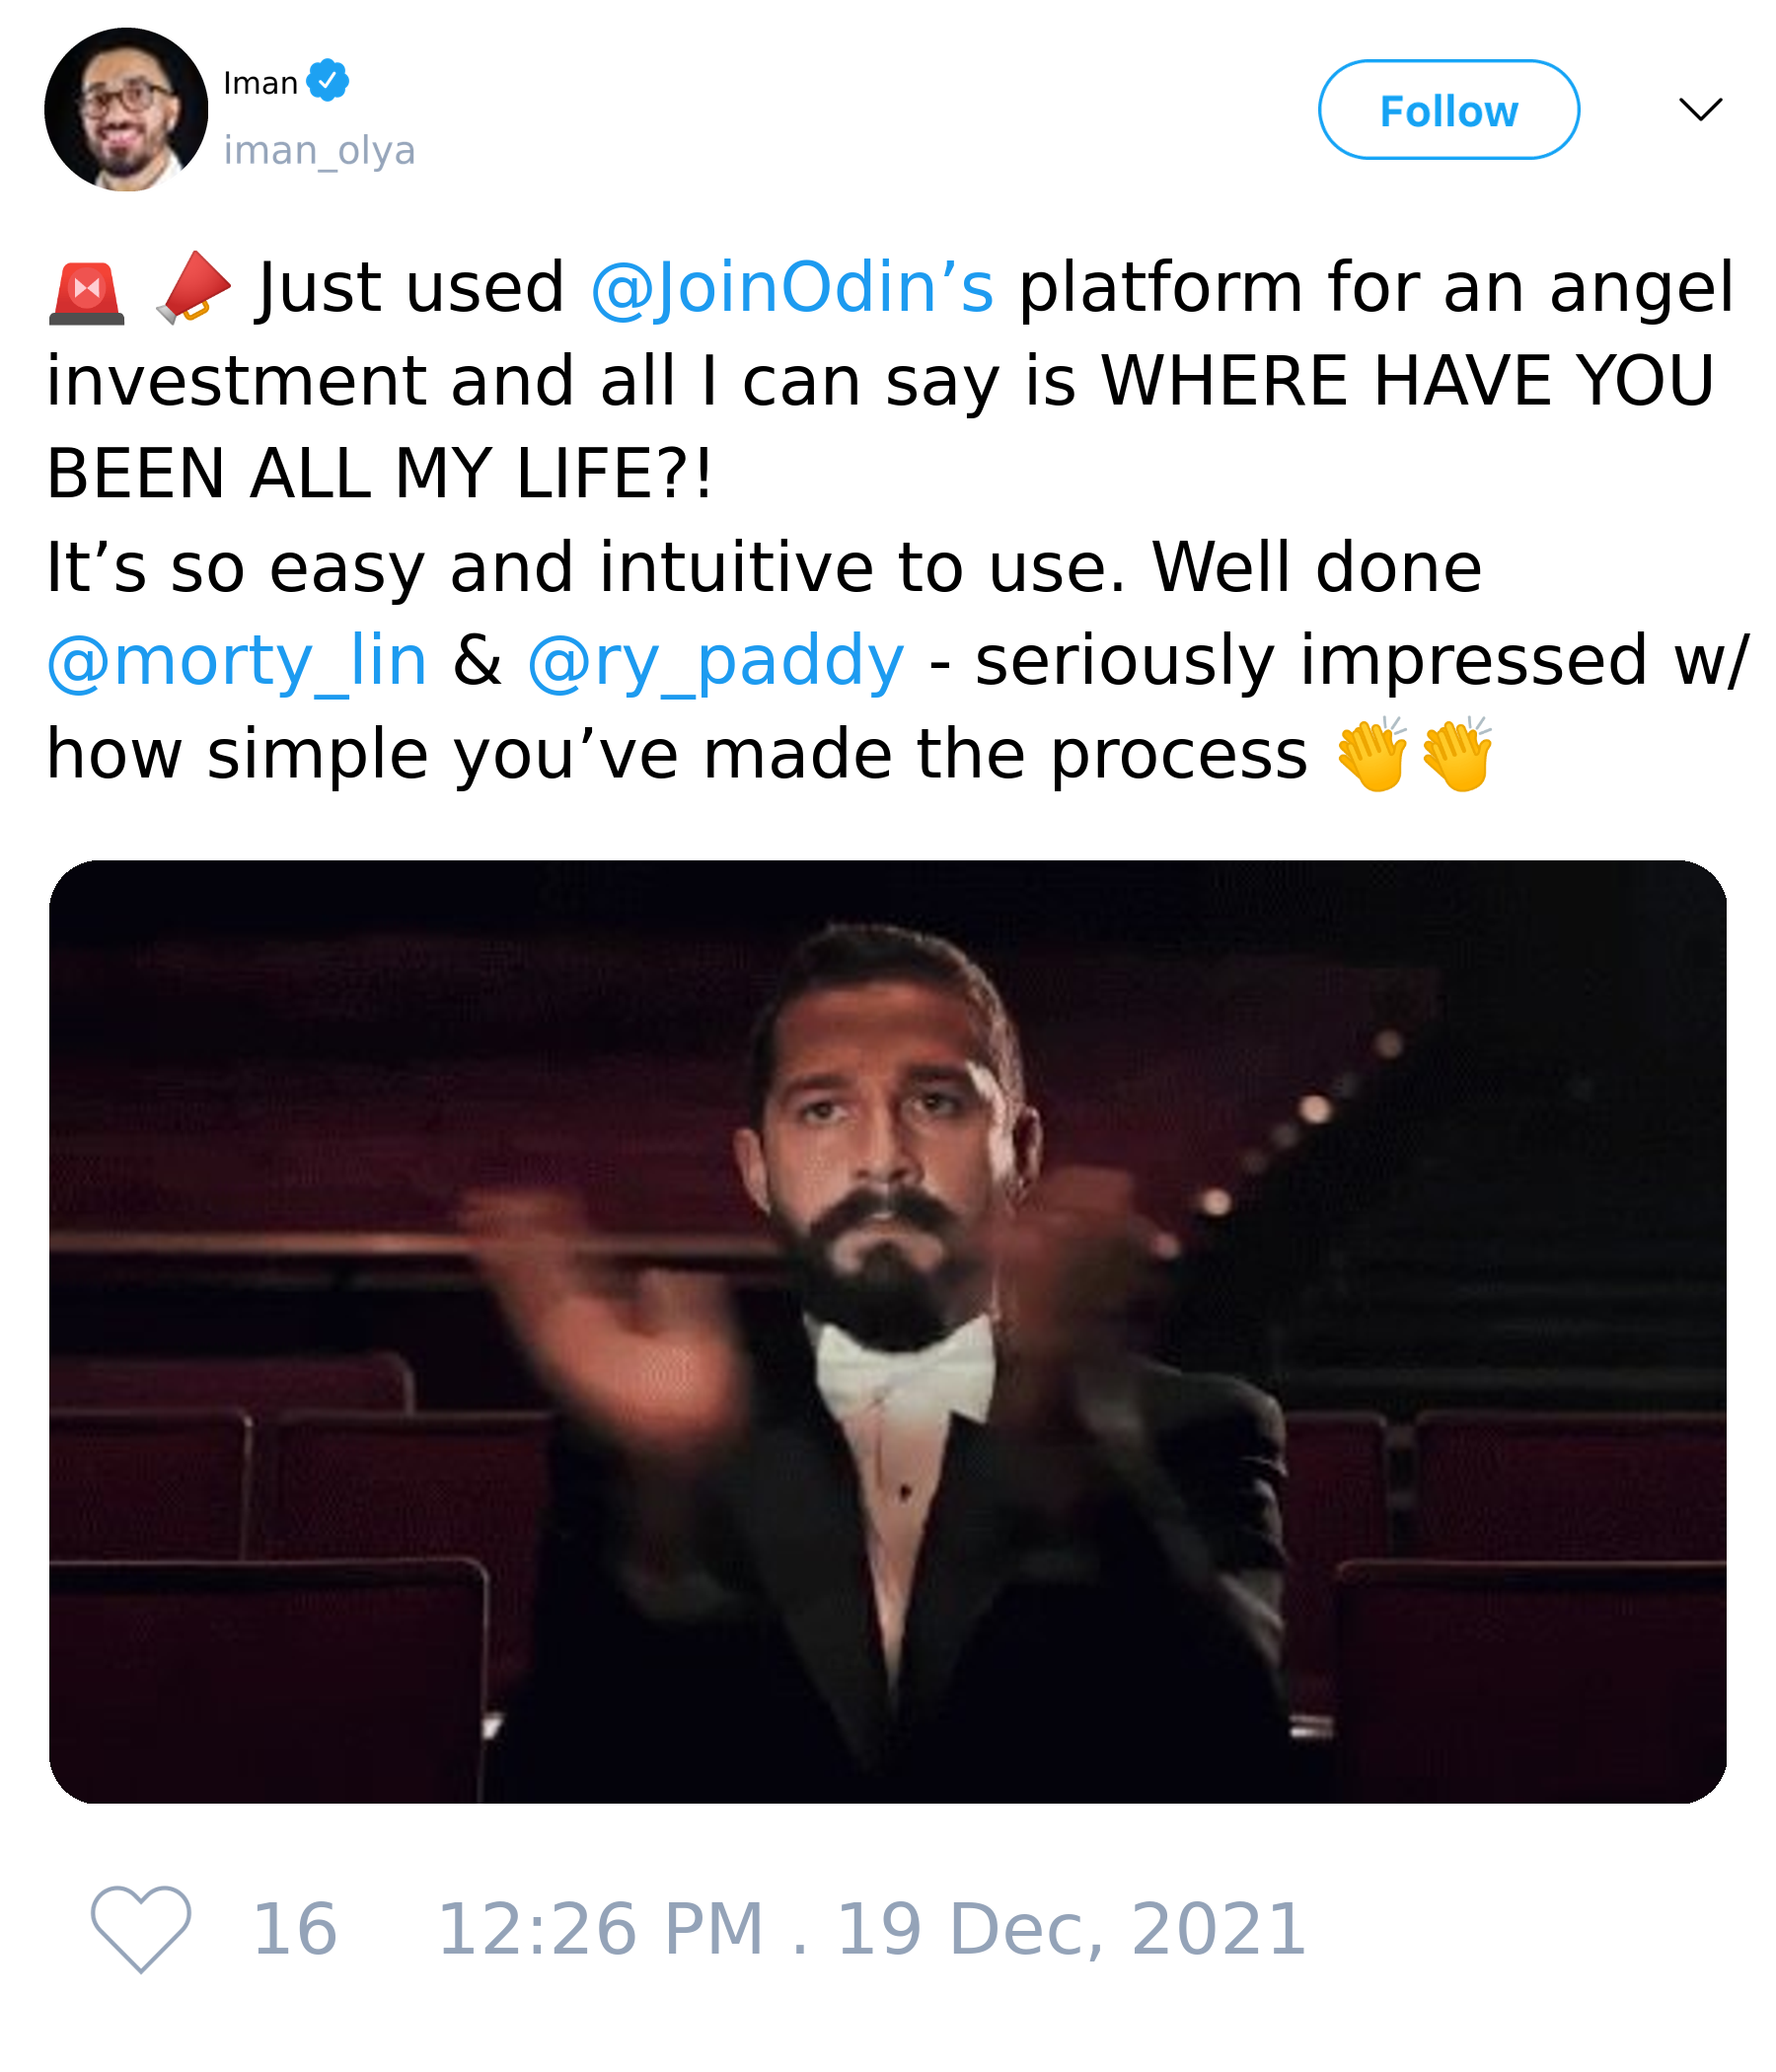 Iman
iman_olya
Follow
🚨 📣 Just used @JoinOdin’s platform for an angel
investment and all I can say is WHERE HAVE YOU
BEEN ALL MY LIFE?!
It’s so easy and intuitive to use. Well done
@morty_lin & @ry_paddy - seriously impressed w/
how simple you’ve made the process 👏👏
16 12:26 PM . 19 Dec, 2021